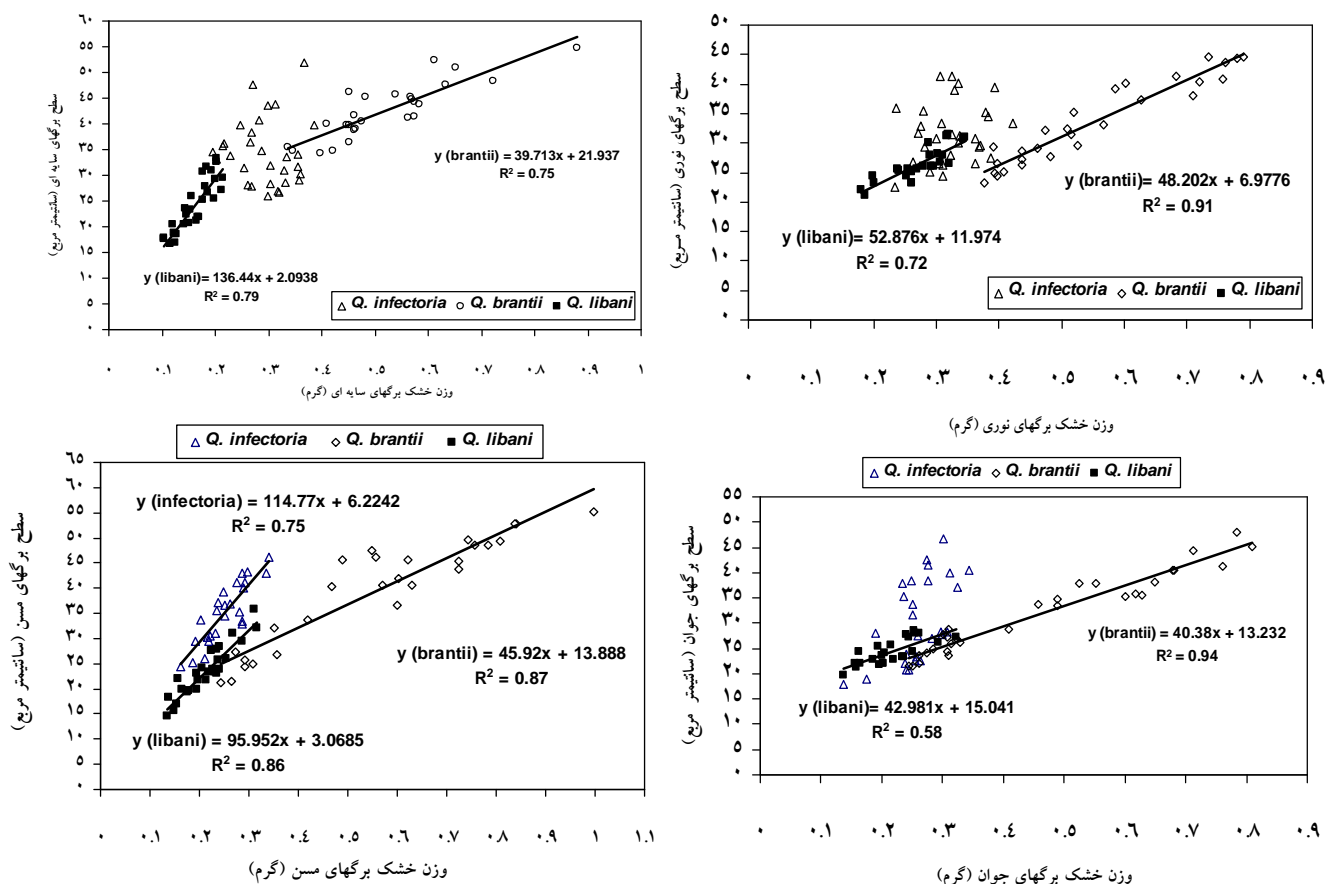 سطح برگهای سایه ای (سانتیمتر مربع)
۶۰
۵۵
۵۰
۴۵
۴۰
۳۵
۳۰
۲۵
۲۰
۱۵
۱۰
۵
۰
y (brantii) = 39.713x + 21.937
R² = 0.75
y (libani)= 136.44x + 2.0938
R² = 0.79
Q. infectoria Q. brantii Q. libani
۰ ۰.۱ ۰.۲ ۰.۳ ۰.۴ ۰.۵ ۰.۶ ۰.۷ ۰.۸ ۰.۹ ۱
وزن خشک برگهای سایه ای (گرم)
سطح برگهای نوری (سانتیمتر مربع)
۵۰
۴۵
۴۰
۳۵
۳۰
۲۵
۲۰
۱۵
۱۰
۵
۰
y (brantii)= 48.202x + 6.9776
R² = 0.91
y (libani)= 52.876x + 11.974
R² = 0.72
Q. infectoria Q. brantii Q. libani
۰ ۰.۱ ۰.۲ ۰.۳ ۰.۴ ۰.۵ ۰.۶ ۰.۷ ۰.۸ ۰.۹
وزن خشک برگهای نوری (گرم)
Q. infectoria Q. brantii Q. libani
سطح برگهای مسن (سانتیمتر مربع)
۶۵
۶۰
۵۵
۵۰
۴۵
۴۰
۳۵
۳۰
۲۵
۲۰
۱۵
۱۰
۵
۰
y (infectoria) = 114.77x + 6.2242
R² = 0.75
y (brantii)= 45.92x + 13.888
R² = 0.87
y (libani) = 95.952x + 3.0685
R² = 0.86
۰ ۰.۱ ۰.۲ ۰.۳ ۰.۴ ۰.۵ ۰.۶ ۰.۷ ۰.۸ ۰.۹ ۱ ۱.۱
وزن خشک برگهای مسن (گرم)
Q. infectoria Q. brantii Q. libani
سطح برگهای جوان (سانتیمتر مربع)
۵۵
۵۰
۴۵
۴۰
۳۵
۳۰
۲۵
۲۰
۱۵
۱۰
۵
۰
y (brantii)= 40.38x + 13.232
R² = 0.94
y (libani)= 42.981x + 15.041
R² = 0.58
۰ ۰.۱ ۰.۲ ۰.۳ ۰.۴ ۰.۵ ۰.۶ ۰.۷ ۰.۸ ۰.۹
وزن خشک برگهای جوان (گرم)